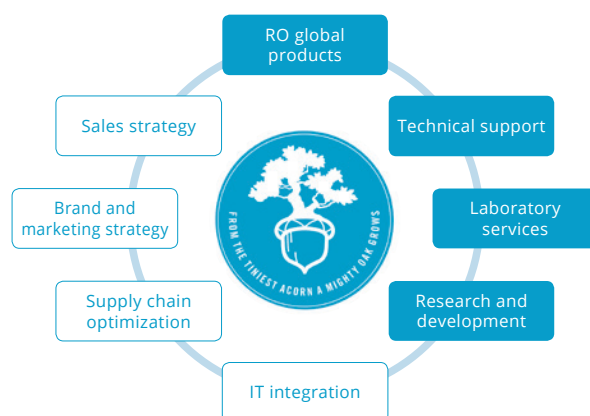 RO global
products
Technical support
Laboratory
services
Research and
development
IT integration
Supply chain
optimization
Brand and
marketing strategy
Sales strategy
FROM THE TINIEST ACORN A MIGHTY OAK GROWS